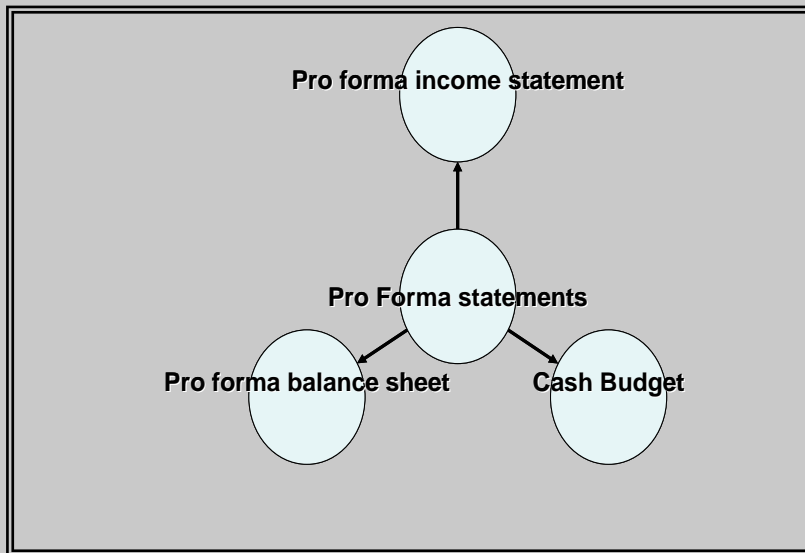 Pro forma income statement
Pro Forma statements
Pro forma balance sheet
Cash Budget